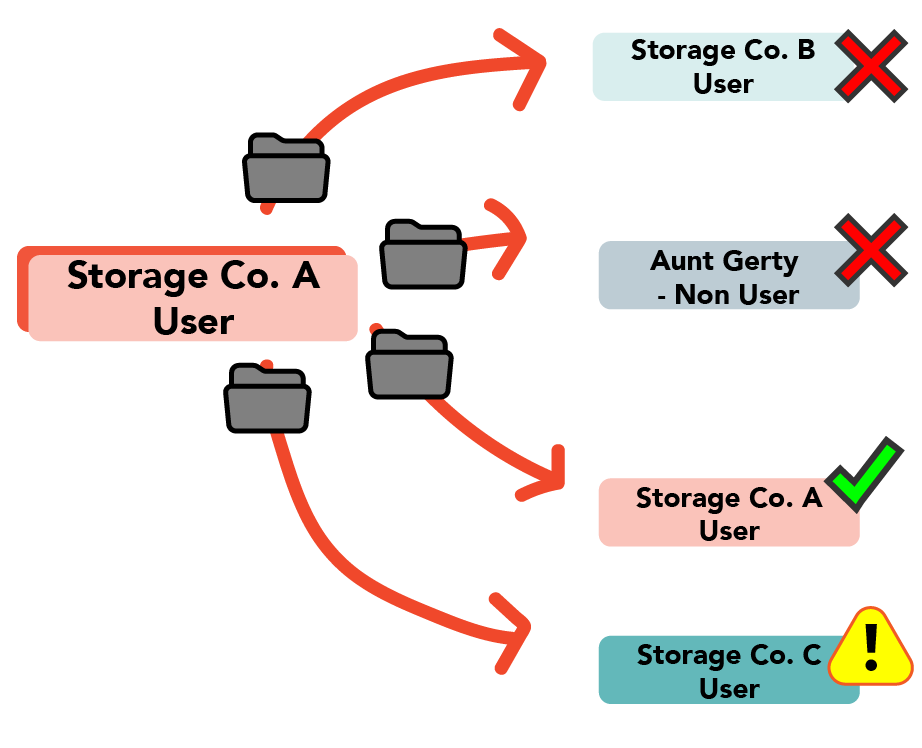 Storage Co. B
User
Storage Co. A
User
Aunt Gerty
- Non User
Storage Co. A
User
Storage Co. C
User
!